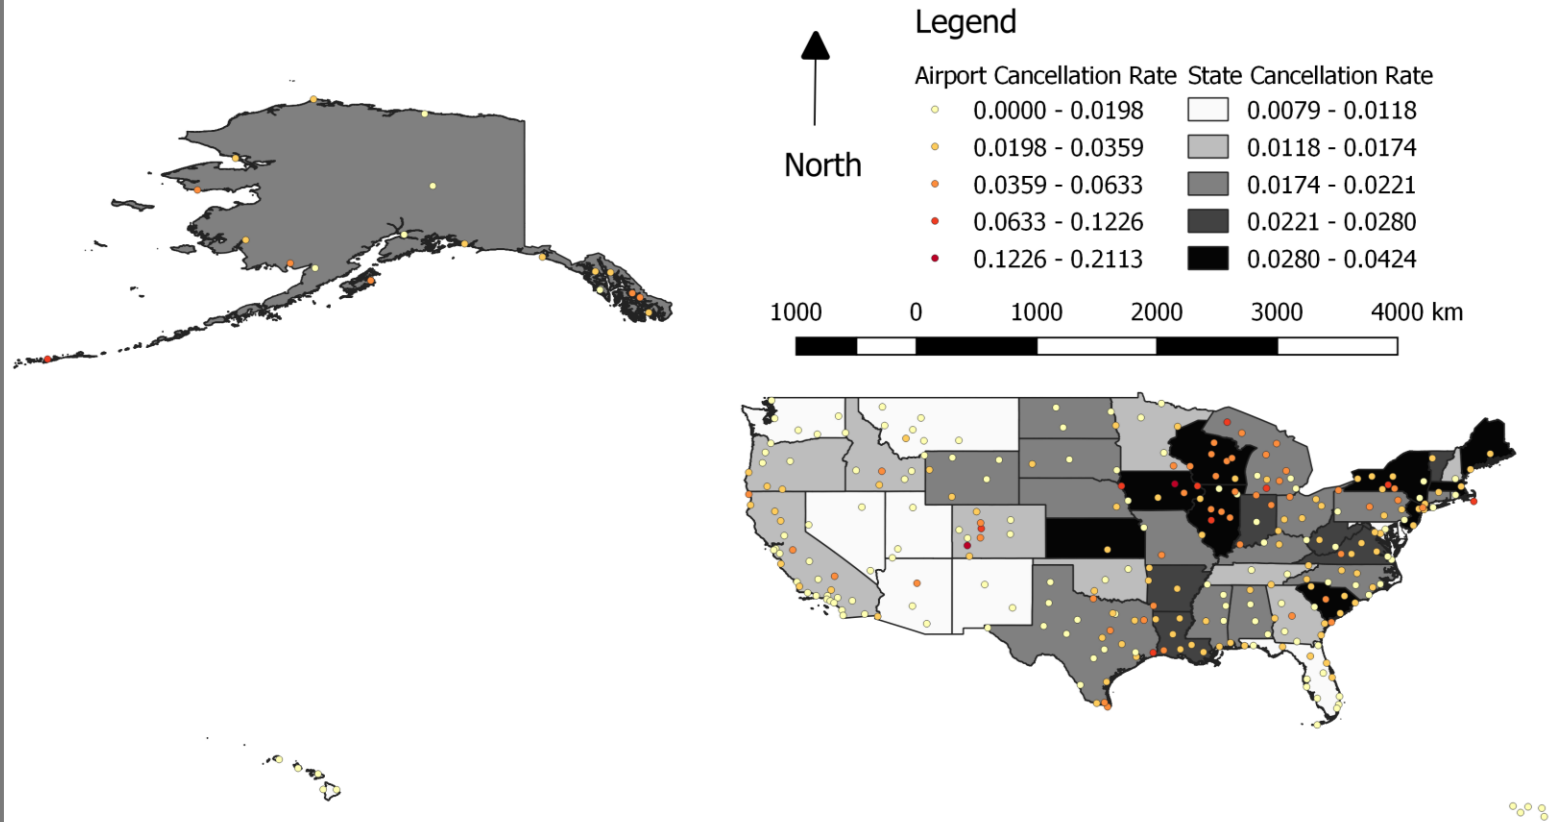 Legend
Airport Cancellation Rate State Cancellation Rate
0.0000 - 0.0198 0.0079 - 0.0118
0.0198 - 0.0359 0.0118 - 0.0174
0.0359 - 0.0633 0.0174 - 0.0221
0.0633 - 0.1226 0.0221 - 0.0280
0.1226 - 0.2113 0.0280 - 0.0424
North
1000 0 1000 2000 3000 4000 km